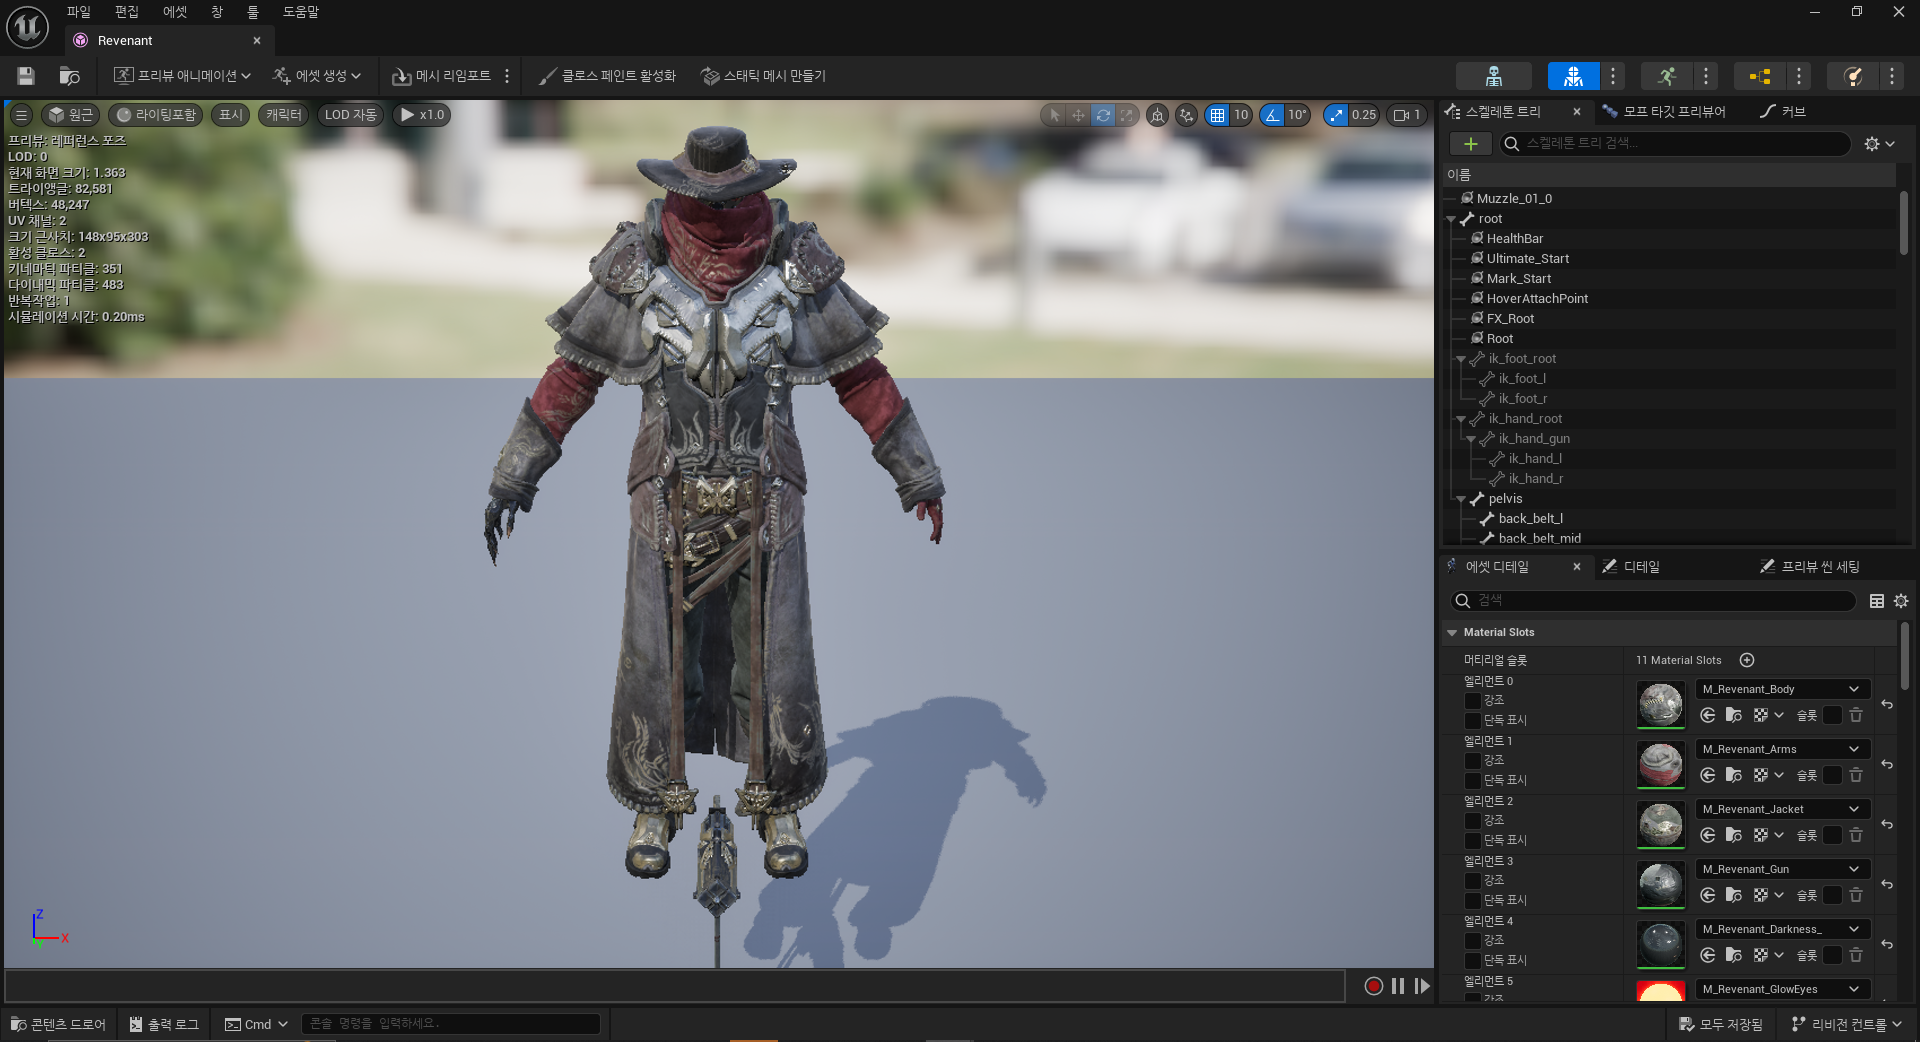 파일 편집 에셋 창 툴 도움말
Revenant
프리뷰 애니메이션 에셋 생성 메시 리임포트 클로스 페인트 활성화 스태틱 메시 만들기
원근 라이팅포함 표시 캐릭터 LOD 자동 x1.0
10 10° 0.25 1
프리뷰: 레퍼런스 포즈
LOD: 0
현재 화면 크기: 1.363
트라이앵글: 82,581
버텍스: 48,247
UV 채널: 2
크기 근사치: 148x95x303
활성 클로스: 2
키네마틱 파티클: 351
다이내믹 파티클: 483
반복작업: 1
시뮬레이션 시간: 0.20ms
Z
X
Y
스켈레톤 트리 모프 타깃 프리뷰어 커브
스켈레톤 트리 검색...
이름
Muzzle_01_0
root
HealthBar
Ultimate_Start
Mark_Start
HoverAttachPoint
FX_Root
Root
ik_foot_root
ik_foot_l
ik_foot_r
ik_hand_root
ik_hand_gun
ik_hand_l
ik_hand_r
pelvis
back_belt_l
back_belt_mid
에셋 디테일 디테일 프리뷰 씬 세팅
검색
Material Slots
머티리얼 슬롯 11 Material Slots
엘리먼트 0
M_Revenant_Body
강조
슬롯
단독 표시
엘리먼트 1
M_Revenant_Arms
강조
슬롯
단독 표시
엘리먼트 2
M_Revenant_Jacket
강조
슬롯
단독 표시
엘리먼트 3
M_Revenant_Gun
강조
슬롯
단독 표시
엘리먼트 4
M_Revenant_Darkness_
강조
슬롯
단독 표시
엘리먼트 5
M_Revenant_GlowEyes
강조
콘텐츠 드로어 출력 로그 Cmd 콘솔 명령을 입력하세요.
모두 저장됨 리비전 컨트롤